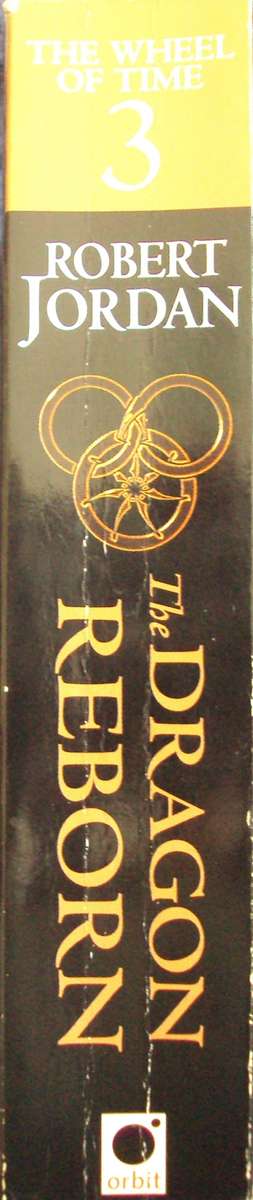 THE WHEEL
OF TIME
3
ROBERT
JORDAN
The DRAGON
REBORN
orbit